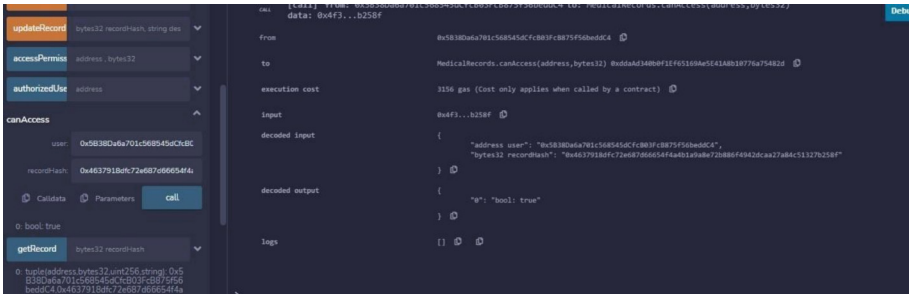 updateRecord bytes32 recordHash, string des
accessPermiss address , bytes32
authorizedUse address
canAccess
user: 0x5B38Da6a701c568545dCfcBC
recordHash: 0x4637918dfc72e687d66654f4a
Calldata Parameters call
0: bool: true
getRecord bytes32 recordHash
0: tuple(address,bytes32,uint256,string): 0x5
B38Da6a701c568545dCfcB03FcB875f56
beddC4,0x4637918dfc72e687d66654f4a
call [call] from: 0x5B38Da6a701c568545dCfcB03FcB875f56beddC4 to: MedicalRecords.canAccess(address,bytes32)
data: 0x4f3...b258f
Debu
from 0x5B38Da6a701c568545dCfcB03FcB875f56beddC4
to MedicalRecords.canAccess(address,bytes32) 0xddaAd340b0f1Ef65169Ae5E41A8b10776a75482d
execution cost 3156 gas (Cost only applies when called by a contract)
input 0x4f3...b258f
decoded input {
"address user": "0x5B38Da6a701c568545dCfcB03FcB875f56beddC4",
"bytes32 recordHash": "0x4637918dfc72e687d66654f4a4b1a9a8e72b886f4942dcaa27a84c51327b258f"
}
decoded output {
"0": "bool: true"
}
logs []